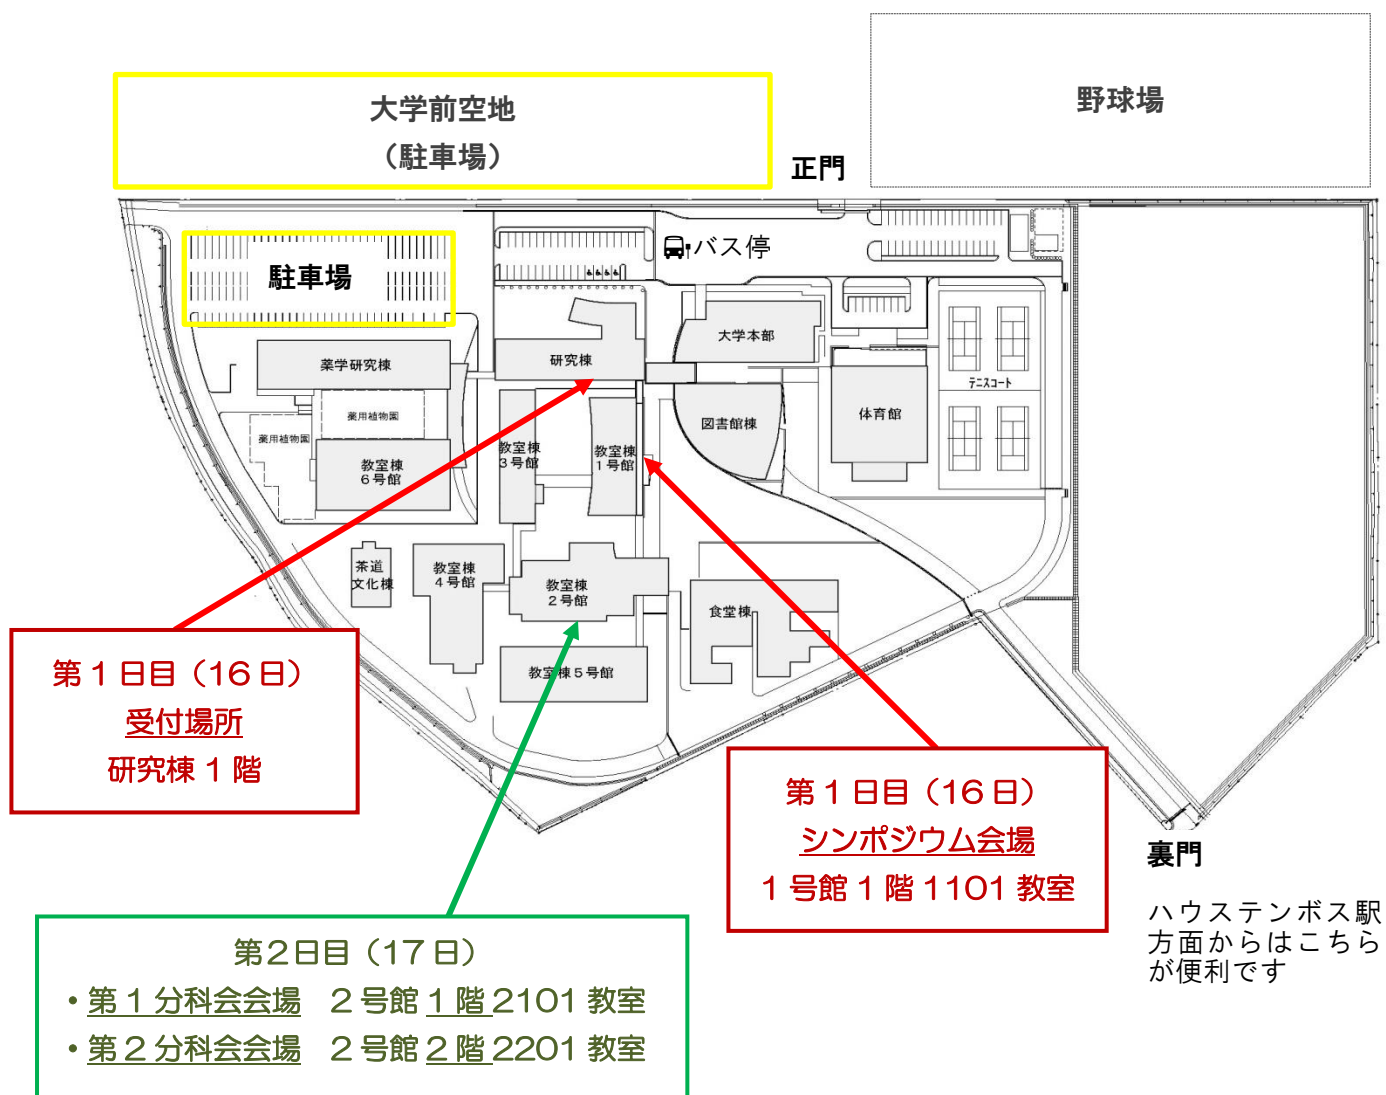 野球場
大学前空地
（駐車場）
正門
バス停
駐車場
大学本部
研究棟
薬学研究棟
テニスコート
薬用植物園
薬用植物園
体育館
図書館棟
教室棟
3号館
教室棟
1号館
教室棟
6号館
茶道
文化棟
教室棟
4号館
教室棟
2号館
食堂棟
教室棟5号館
第1日目（16日）
受付場所
研究棟1階
第1日目（16日）
シンポジウム会場
1号館1階1101教室
裏門
ハウステンボス駅
方面からはこちら
が便利です
第2日目（17日）
・第1分科会会場　2号館1階2101教室
・第2分科会会場　2号館2階2201教室